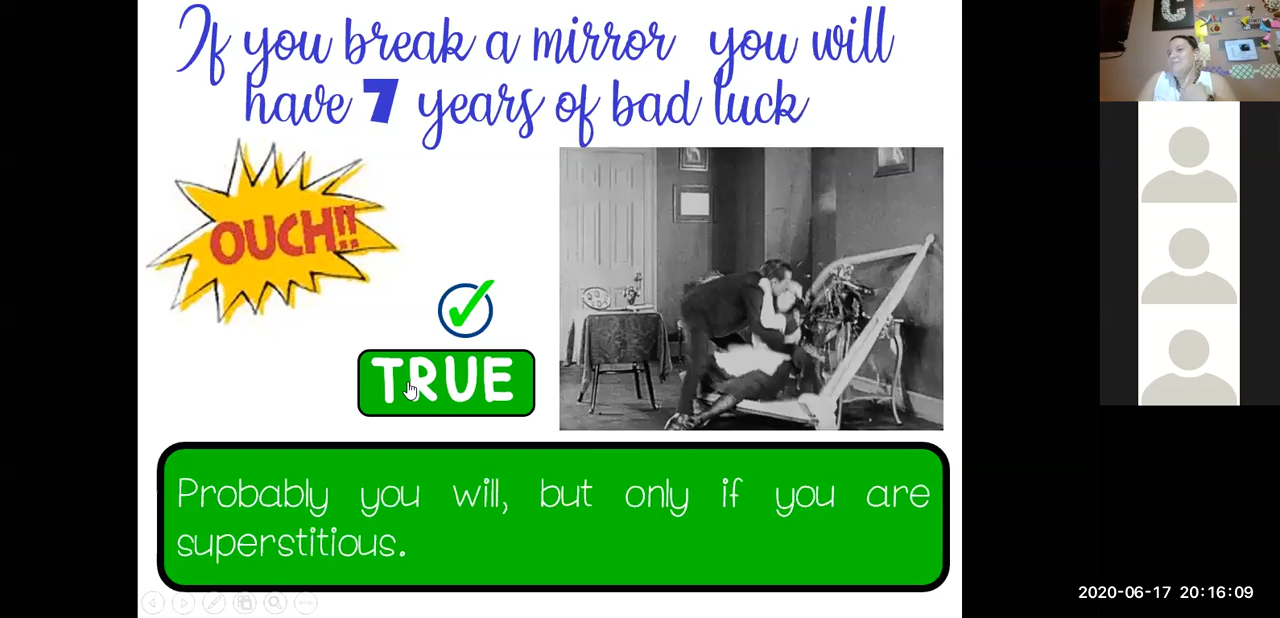 If you break a mirror you will
have 7 years of bad luck
OUCH!!
TRUE
Probably you will, but only if you are
superstitious.
C
2020-06-17 20:16:09